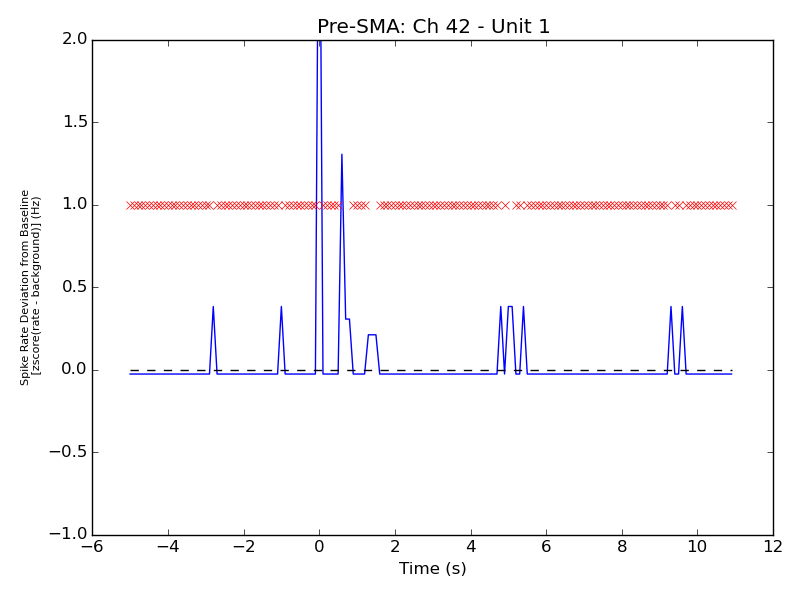 Pre-SMA: Ch 42 - Unit 1
2.0
1.5
1.0
0.5
0.0
−0.5
−1.0
Spike Rate Deviation from Baseline
[zscore(rate - background)] (Hz)
−6 −4 −2 0 2 4 6 8 10 12
Time (s)